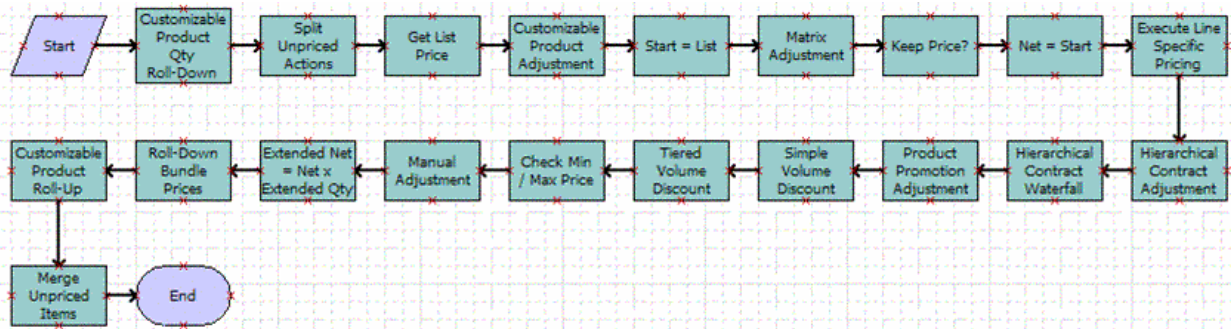 Start
Customizable
Product
Qty
Roll-Down
Split
Unpriced
Actions
Get List
Price
Customizable
Product
Adjustment
Start = List
Matrix
Adjustment
Keep Price?
Net = Start
Execute Line
Specific
Pricing
Customizable
Product
Roll-Up
Roll-Down
Bundle
Prices
Extended Net
= Net x
Extended Qty
Manual
Adjustment
Check Min
/ Max Price
Tiered
Volume
Discount
Simple
Volume
Discount
Product
Promotion
Adjustment
Hierarchical
Contract
Waterfall
Hierarchical
Contract
Adjustment
Merge
Unpriced
Items
End